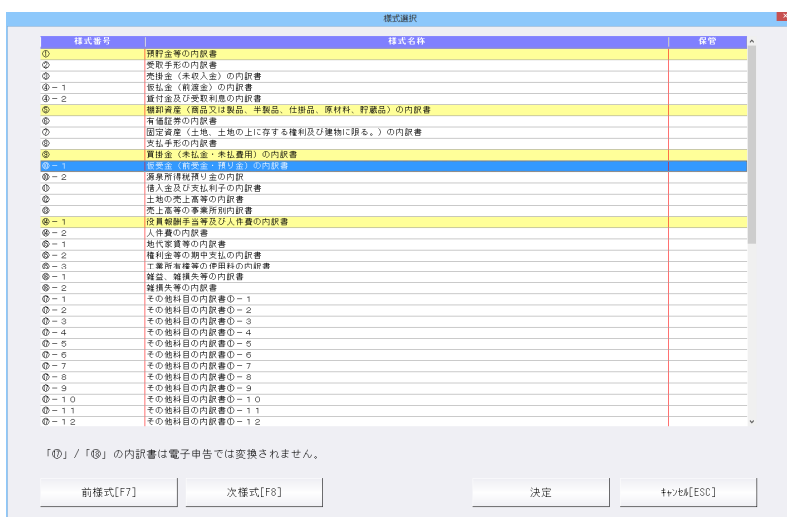 様式選択
様式番号 様式名称 保管
① 預貯金等の内訳書
② 受取手形の内訳書
③ 売掛金（未収入金）の内訳書
④－１ 仮払金（前渡金）の内訳書
④－２ 貸付金及び受取利息の内訳書
⑤ 棚卸資産（商品又は製品、半製品、仕掛品、原材料、貯蔵品）の内訳書
⑥ 有価証券の内訳書
⑦ 固定資産（土地、土地の上に存する権利及び建物に限る。）の内訳書
⑧ 支払手形の内訳書
⑨ 買掛金（未払金・未払費用）の内訳書
⑩－１ 仮受金（前受金・預り金）の内訳書
⑩－２ 源泉所得税預り金の内訳
⑪ 借入金及び支払利子の内訳書
⑫ 土地の売上高等の内訳書
⑬ 売上高等の事業所別内訳書
⑭－１ 役員報酬手当等及び人件費の内訳書
⑭－２ 人件費の内訳書
⑮－１ 地代家賃等の内訳書
⑮－２ 権利金等の期中支払の内訳書
⑮－３ 工業所有権等の使用料の内訳書
⑯－１ 雑益、雑損失等の内訳書
⑯－２ 雑損失等の内訳書
⑰－１ その他科目の内訳書①－１
⑰－２ その他科目の内訳書①－２
⑰－３ その他科目の内訳書①－３
⑰－４ その他科目の内訳書①－４
⑰－５ その他科目の内訳書①－５
⑰－６ その他科目の内訳書①－６
⑰－７ その他科目の内訳書①－７
⑰－８ その他科目の内訳書①－８
⑰－９ その他科目の内訳書①－９
⑰－１０ その他科目の内訳書①－１０
⑰－１１ その他科目の内訳書①－１１
⑰－１２ その他科目の内訳書①－１２
「⑰」/「⑱」の内訳書は電子申告では変換されません。
前様式[F7] 次様式[F8] 決定 ｷｬﾝｾﾙ[ESC]